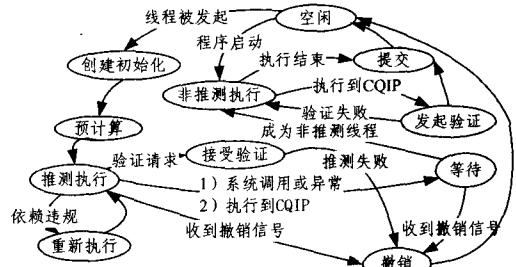 线程被发起
空闲
程序启动
提交
创建初始化
执行结束
非推测执行
执行到CQIP
验证失败
发起验证
成为非推测线程
预计算
验证请求
接受验证
推测失败
等待
推测执行
1）系统调用或异常
2）执行到CQIP
依赖违规
收到撤销信号
收到撤销信号
重新执行
撤销